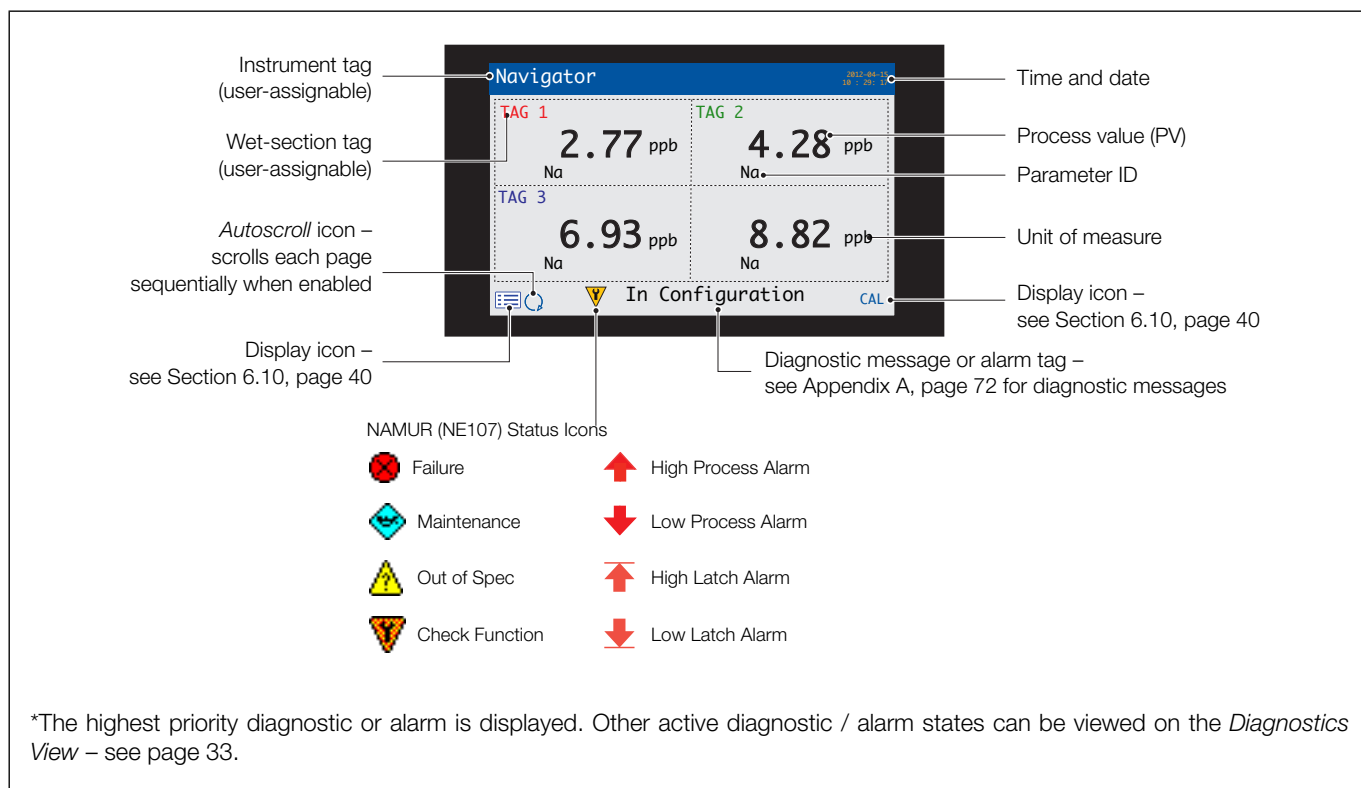 Instrument tag
(user-assignable)
Wet-section tag
(user-assignable)
Autoscroll icon –
scrolls each page
sequentially when enabled
Display icon –
see Section 6.10, page 40
Navigator
2012-04-15
10 : 29: 17
TAG 1
2.77 ppb
Na
TAG 2
4.28 ppb
Na
TAG 3
6.93 ppb
Na
8.82 ppb
Na
In Configuration
CAL
Time and date
Process value (PV)
Parameter ID
Unit of measure
Display icon –
see Section 6.10, page 40
Diagnostic message or alarm tag –
see Appendix A, page 72 for diagnostic messages
NAMUR (NE107) Status Icons
Failure
High Process Alarm
Maintenance
Low Process Alarm
?
Out of Spec
High Latch Alarm
Check Function
Low Latch Alarm
*The highest priority diagnostic or alarm is displayed. Other active diagnostic / alarm states can be viewed on the Diagnostics
View – see page 33.